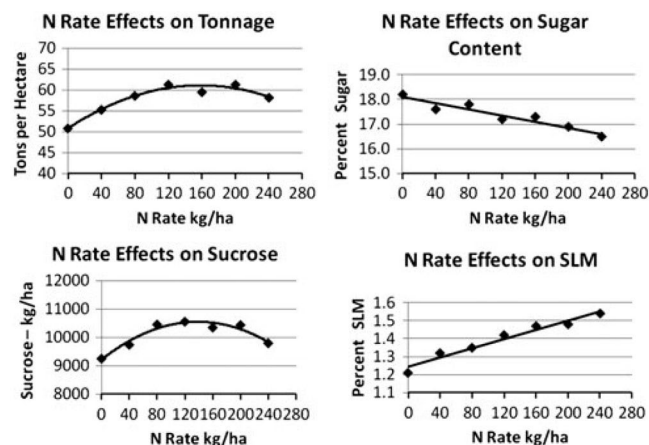 N Rate Effects on Tonnage
Tons per Hectare
70
65
60
55
50
45
40
0 40 80 120 160 200 240 280
N Rate kg/ha
N Rate Effects on Sugar
Content
Percent Sugar
19.0
18.0
17.0
16.0
15.0
0 40 80 120 160 200 240 280
N Rate kg/ha
N Rate Effects on Sucrose
Sucrose – kg/ha
12000
11000
10000
9000
8000
0 40 80 120 160 200 240 280
N Rate kg/ha
N Rate Effects on SLM
Percent SLM
1.6
1.5
1.4
1.3
1.2
1.1
0 40 80 120 160 200 240 280
N Rate kg/ha